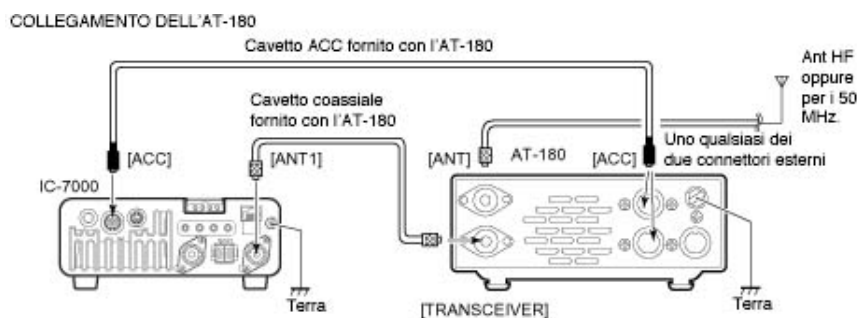 COLLEGAMENTO DELL'AT-180
Cavetto ACC fornito con l'AT-180
Ant HF
oppure
per i 50
MHz.
Cavetto coassiale
fornito con l'AT-180
Uno qualsiasi dei
due connettori esterni
[ACC]
[ANT1]
[ANT]
AT-180
[ACC]
IC-7000
Terra
Terra
[TRANSCEIVER]